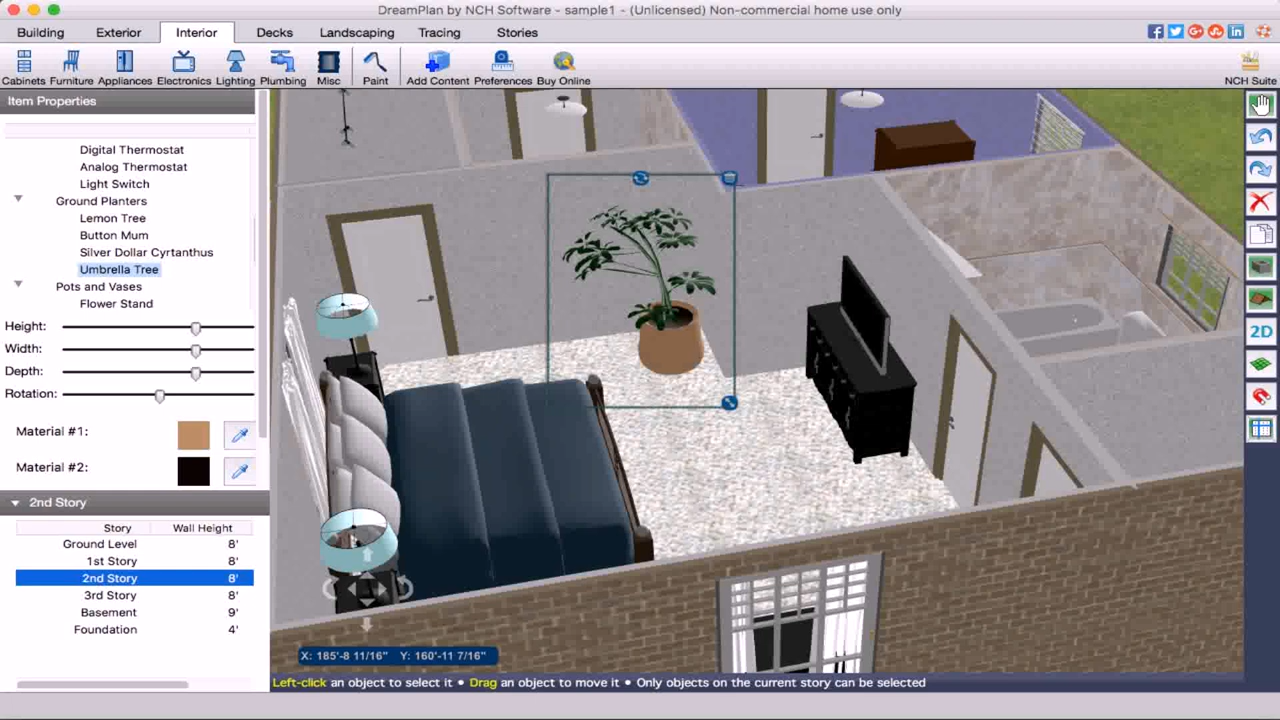 DreamPlan by NCH Software - sample1 - (Unlicensed) Non-commercial home use only
Building Exterior Interior Decks Landscaping Tracing Stories
Cabinets Furniture Appliances Electronics Lighting Plumbing Misc Paint Add Content Preferences Buy Online NCH Suite
Item Properties
Digital Thermostat
Analog Thermostat
Light Switch
Ground Planters
Lemon Tree
Button Mum
Silver Dollar Cyrtanthus
Umbrella Tree
Pots and Vases
Flower Stand
Height:
Width:
Depth:
Rotation:
Material #1:
Material #2:
2nd Story
Story Wall Height
Ground Level 8'
1st Story 8'
2nd Story 8'
3rd Story 8'
Basement 9'
Foundation 4'
2D
X: 185'-8 11/16" Y: 160'-11 7/16"
Left-click an object to select it • Drag an object to move it • Only objects on the current story can be selected